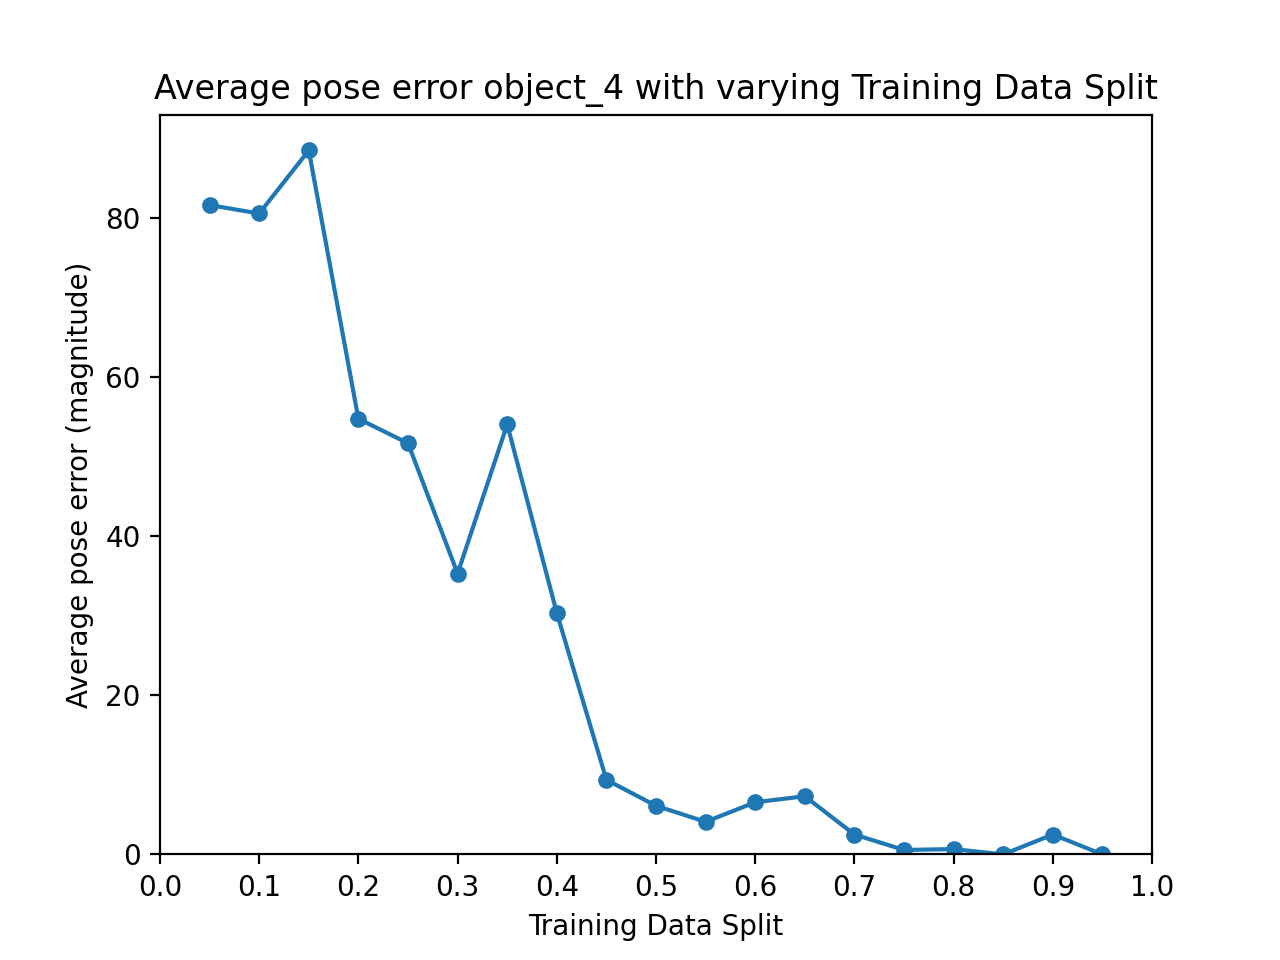 Average pose error object_4 with varying Training Data Split
Average pose error (magnitude)
80
60
40
20
0
0.0 0.1 0.2 0.3 0.4 0.5 0.6 0.7 0.8 0.9 1.0
Training Data Split